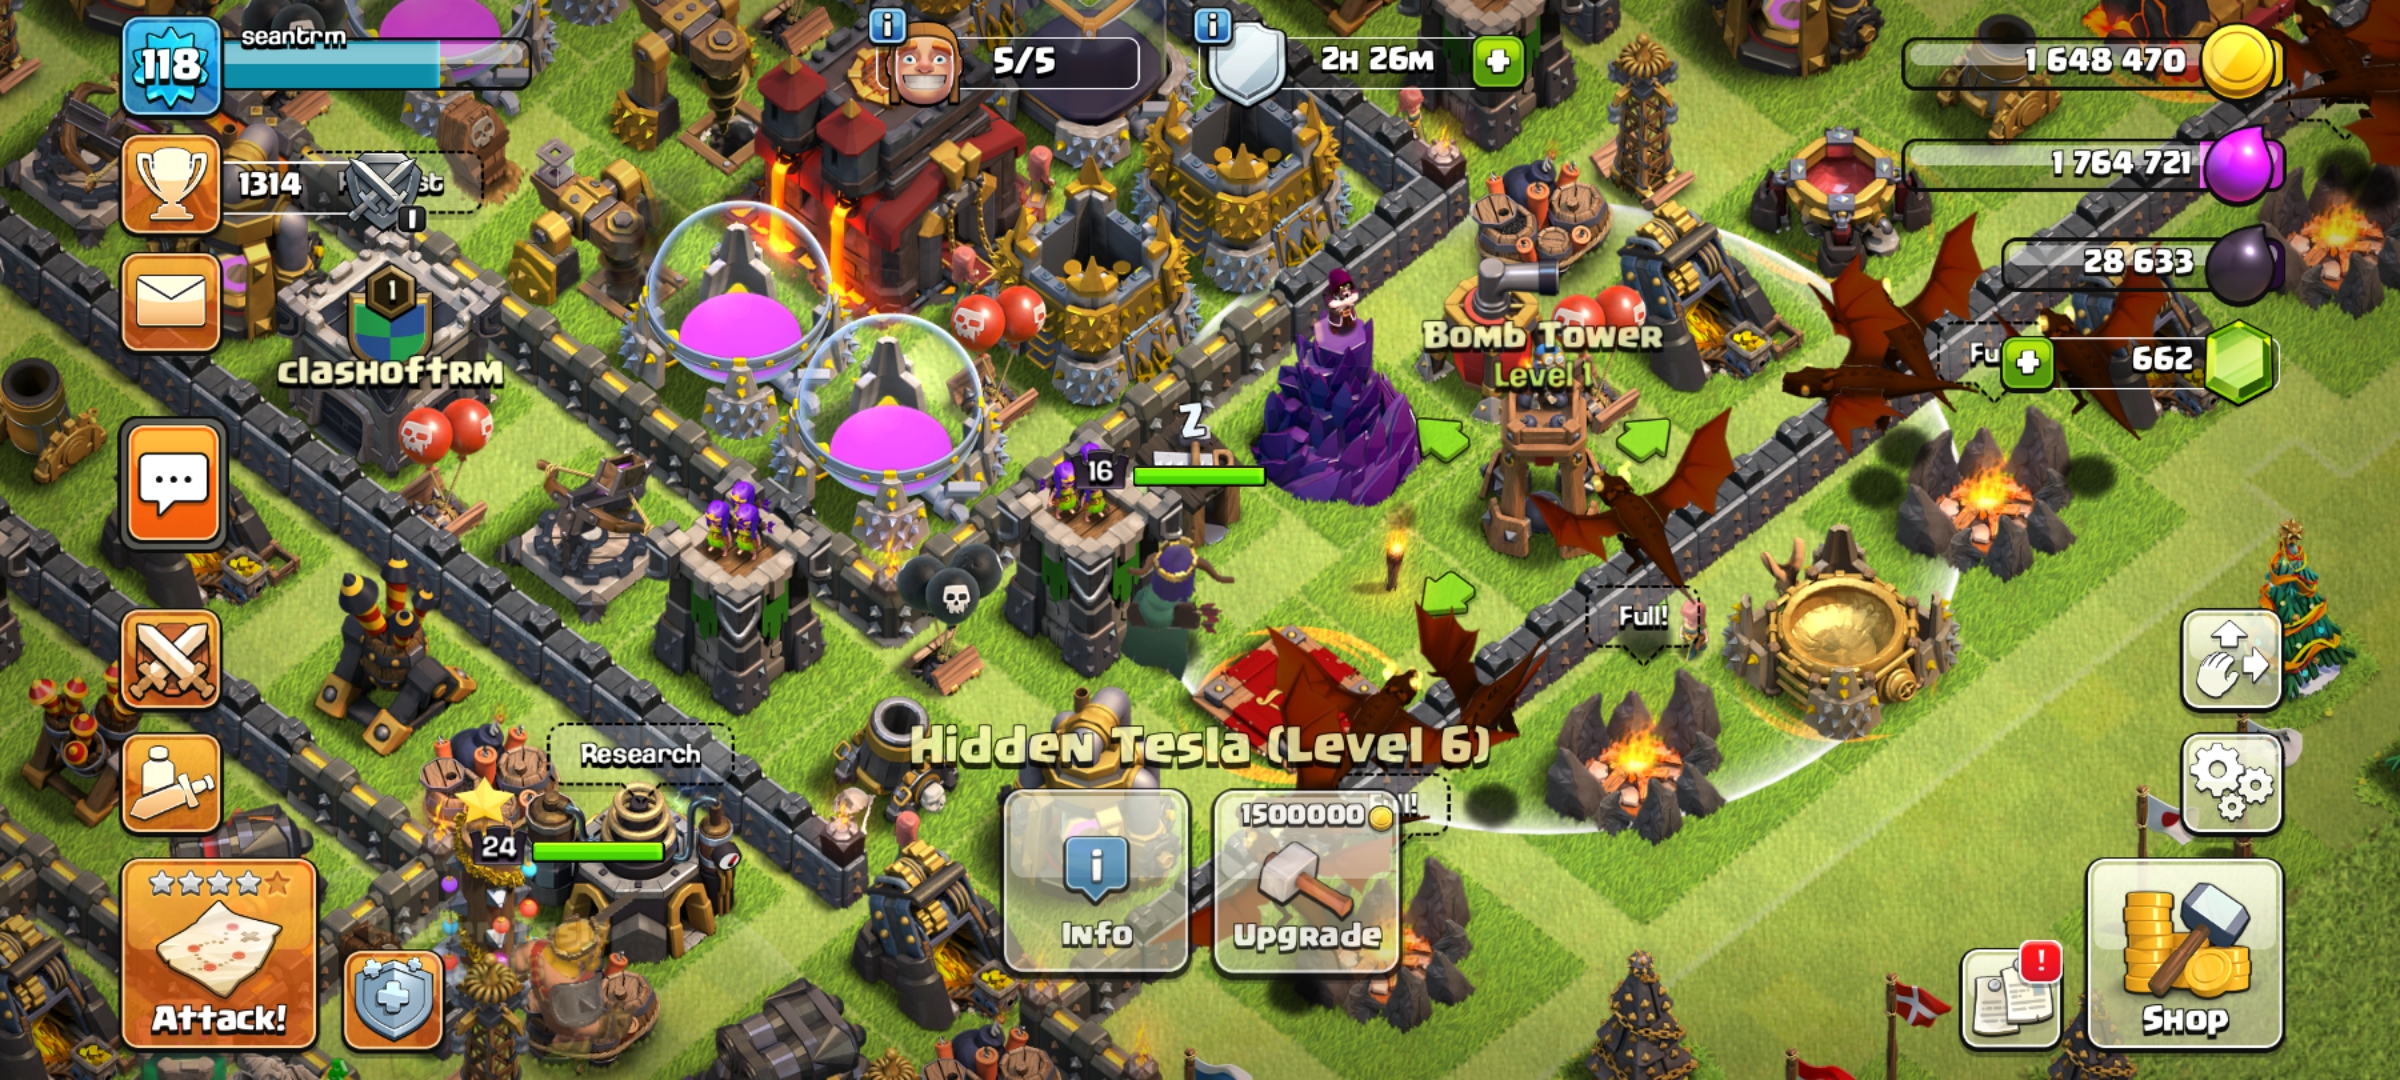 118
seantrm
5/5
2H 26M
1 648 470
1314
1 764 721
I
28 633
1
clashoftrm
Bomb Tower
Level 1
662
Z
16
Full!
Research
Hidden Tesla (Level 6)
1500000
24
Info
Upgrade
Attack!
!
Shop